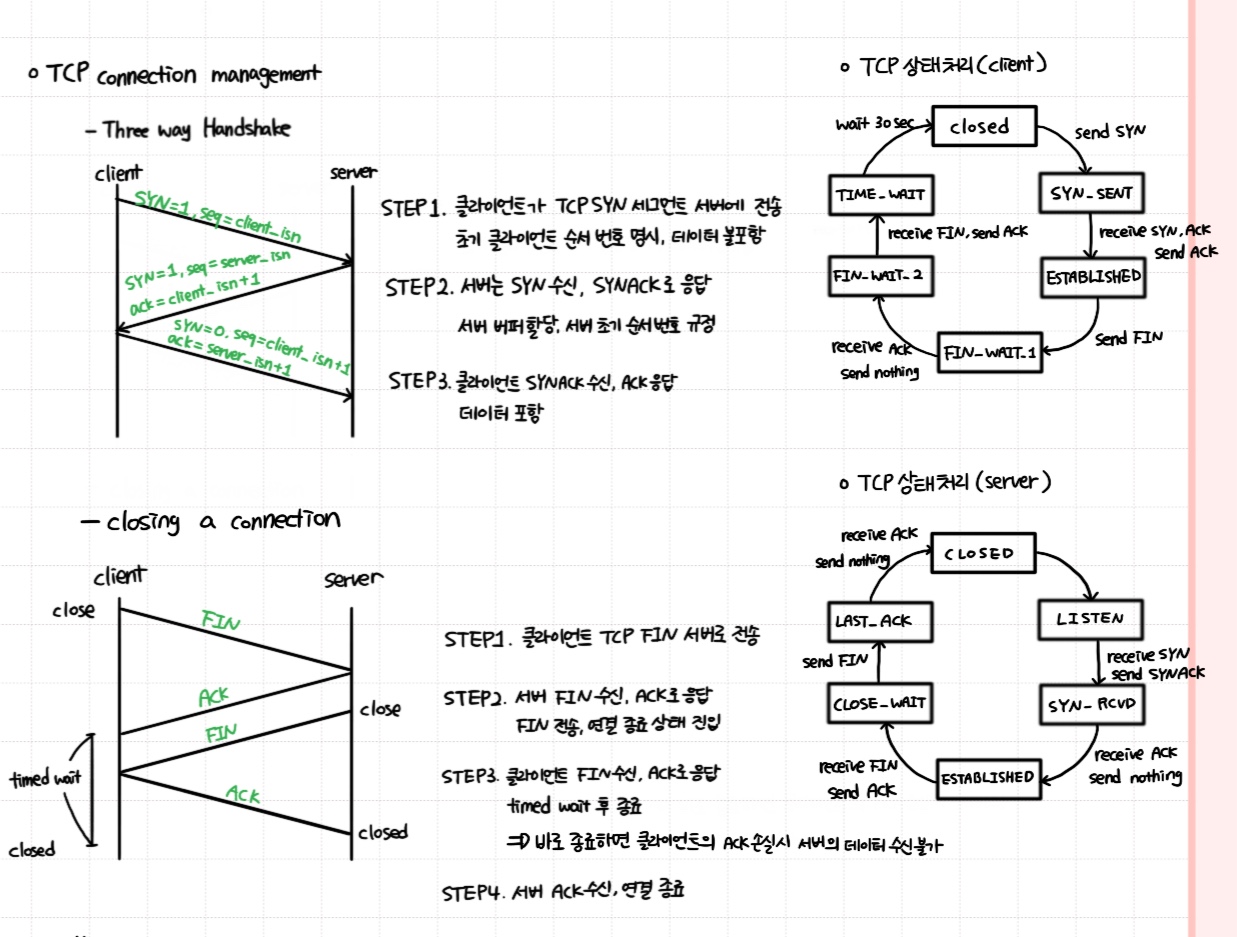 o TCP connection management
- Three way Handshake
client
server
SYN=1, seq=client_isn
SYN=1, seq=server_isn
ack=client_isn+1
SYN=0, seq=client_isn+1
ack=server_isn+1
STEP1. 클라이언트가 TCP SYN 세그먼트 서버에 전송
초기 클라이언트 순서 번호 명시, 데이터 불포함
STEP2. 서버는 SYN 수신, SYNACK로 응답
서버 버퍼 할당, 서버 초기 순서 번호 규정
STEP3. 클라이언트 SYNACK 수신, ACK 응답
데이터 포함
o TCP 상태처리(client)
closed
send SYN
SYN_SENT
receive SYN, ACK
send ACK
ESTABLISHED
send FIN
FIN_WAIT_1
receive ACK
send nothing
FIN_WAIT_2
receive FIN, send ACK
TIME_WAIT
wait 30sec
- closing a connection
client
server
close
FIN
ACK
close
FIN
timed wait
ACK
closed
closed
STEP1. 클라이언트 TCP FIN 서버로 전송
STEP2. 서버 FIN 수신, ACK로 응답
FIN 전송, 연결 종료 상태 진입
STEP3. 클라이언트 FIN 수신, ACK로 응답
timed wait 후 종료
⇒ 바로 종료하면 클라이언트의 ACK 손실시 서버의 데이터 수신불가
STEP4. 서버 ACK 수신, 연결 종료
o TCP 상태처리(server)
CLOSED
LISTEN
receive SYN
send SYNACK
SYN_RCVD
receive ACK
send nothing
ESTABLISHED
receive FIN
send ACK
CLOSE_WAIT
send FIN
LAST_ACK
receive ACK
send nothing